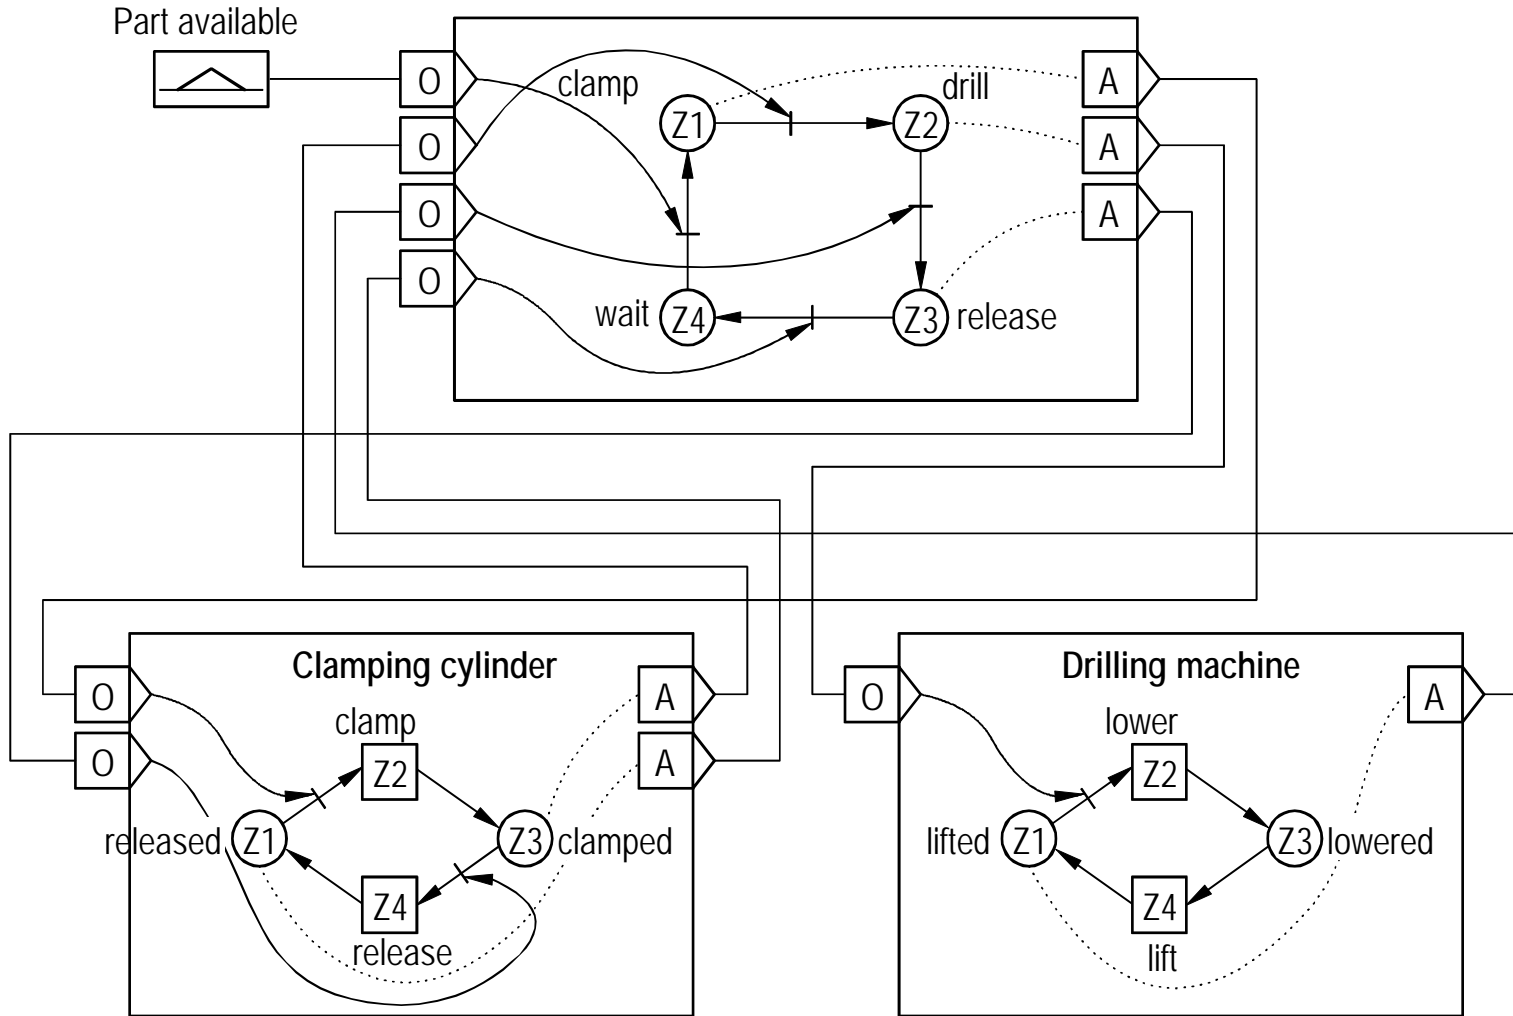 Part available
O
clamp
drill
A
O
Z1
Z2
A
O
A
O
wait
Z4
Z3
release
Clamping cylinder
Drilling machine
O
clamp
A
O
lower
A
O
Z2
A
Z2
released
Z1
Z3
clamped
lifted
Z1
Z3
lowered
Z4
Z4
release
lift